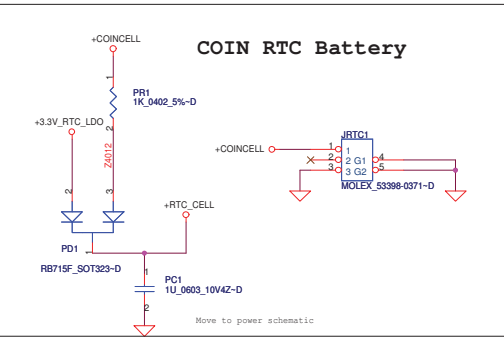 +COINCELL
COIN RTC Battery
1
PR1
1K_0402_5%~D
+3.3V_RTC_LDO
2
Z4012
JRTC1
+COINCELL
1 1 4
2 2 G1
3 3 G2 5
MOLEX_53398-0371~D
2 3
+RTC_CELL
PD1
1
RB715F_SOT323~D
1
PC1
1U_0603_10V4Z~D
2
Move to power schematic